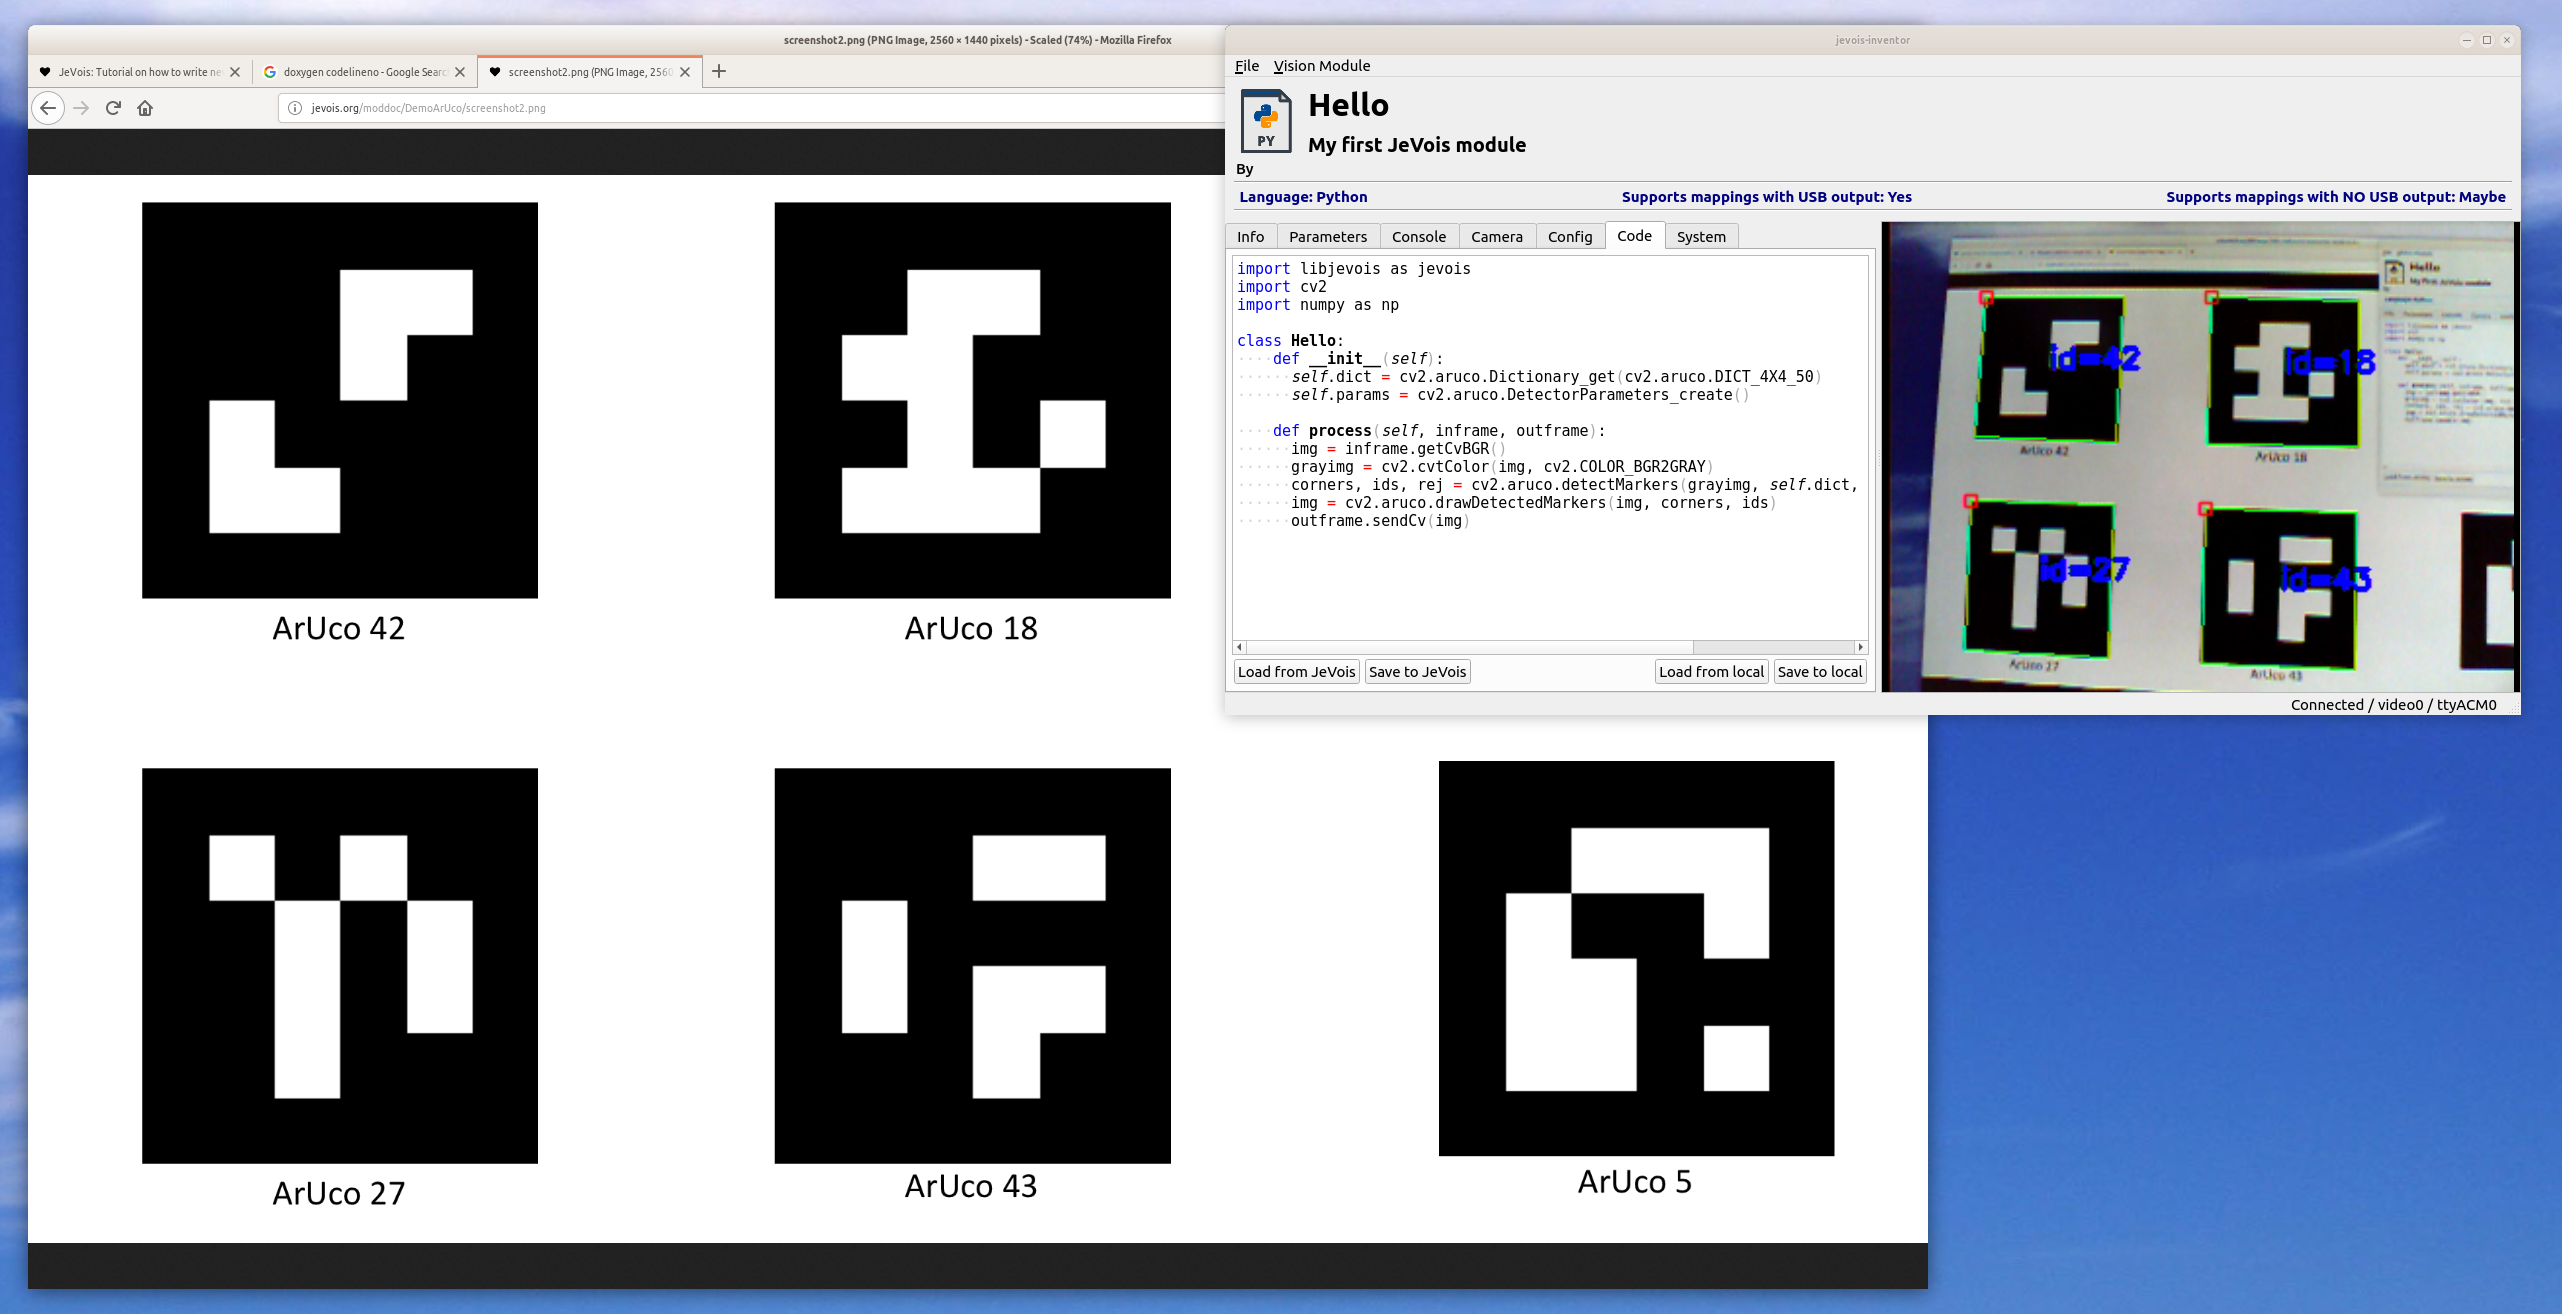 screenshot2.png (PNG Image, 2560 × 1440 pixels) - Scaled (74%) - Mozilla Firefox
JeVois: Tutorial on how to write ne
doxygen codelineno - Google Searc
screenshot2.png (PNG Image, 2560
jevois.org/moddoc/DemoArUco/screenshot2.png
ArUco 42
ArUco 18
ArUco 27
ArUco 43
ArUco 5
jevois-inventor
File Vision Module
PY
Hello
My first JeVois module
By
Language: Python
Supports mappings with USB output: Yes
Supports mappings with NO USB output: Maybe
Info Parameters Console Camera Config Code System
import libjevois as jevois
import cv2
import numpy as np
class Hello:
def __init__(self):
self.dict = cv2.aruco.Dictionary_get(cv2.aruco.DICT_4X4_50)
self.params = cv2.aruco.DetectorParameters_create()
def process(self, inframe, outframe):
img = inframe.getCvBGR()
grayimg = cv2.cvtColor(img, cv2.COLOR_BGR2GRAY)
corners, ids, rej = cv2.aruco.detectMarkers(grayimg, self.dict,
img = cv2.aruco.drawDetectedMarkers(img, corners, ids)
outframe.sendCv(img)
Load from JeVois Save to JeVois Load from local Save to local
Hello
My first JeVois module
id=42
id=18
ArUco 42
ArUco 18
id=27
id=43
ArUco 27
ArUco 43
Connected / video0 / ttyACM0